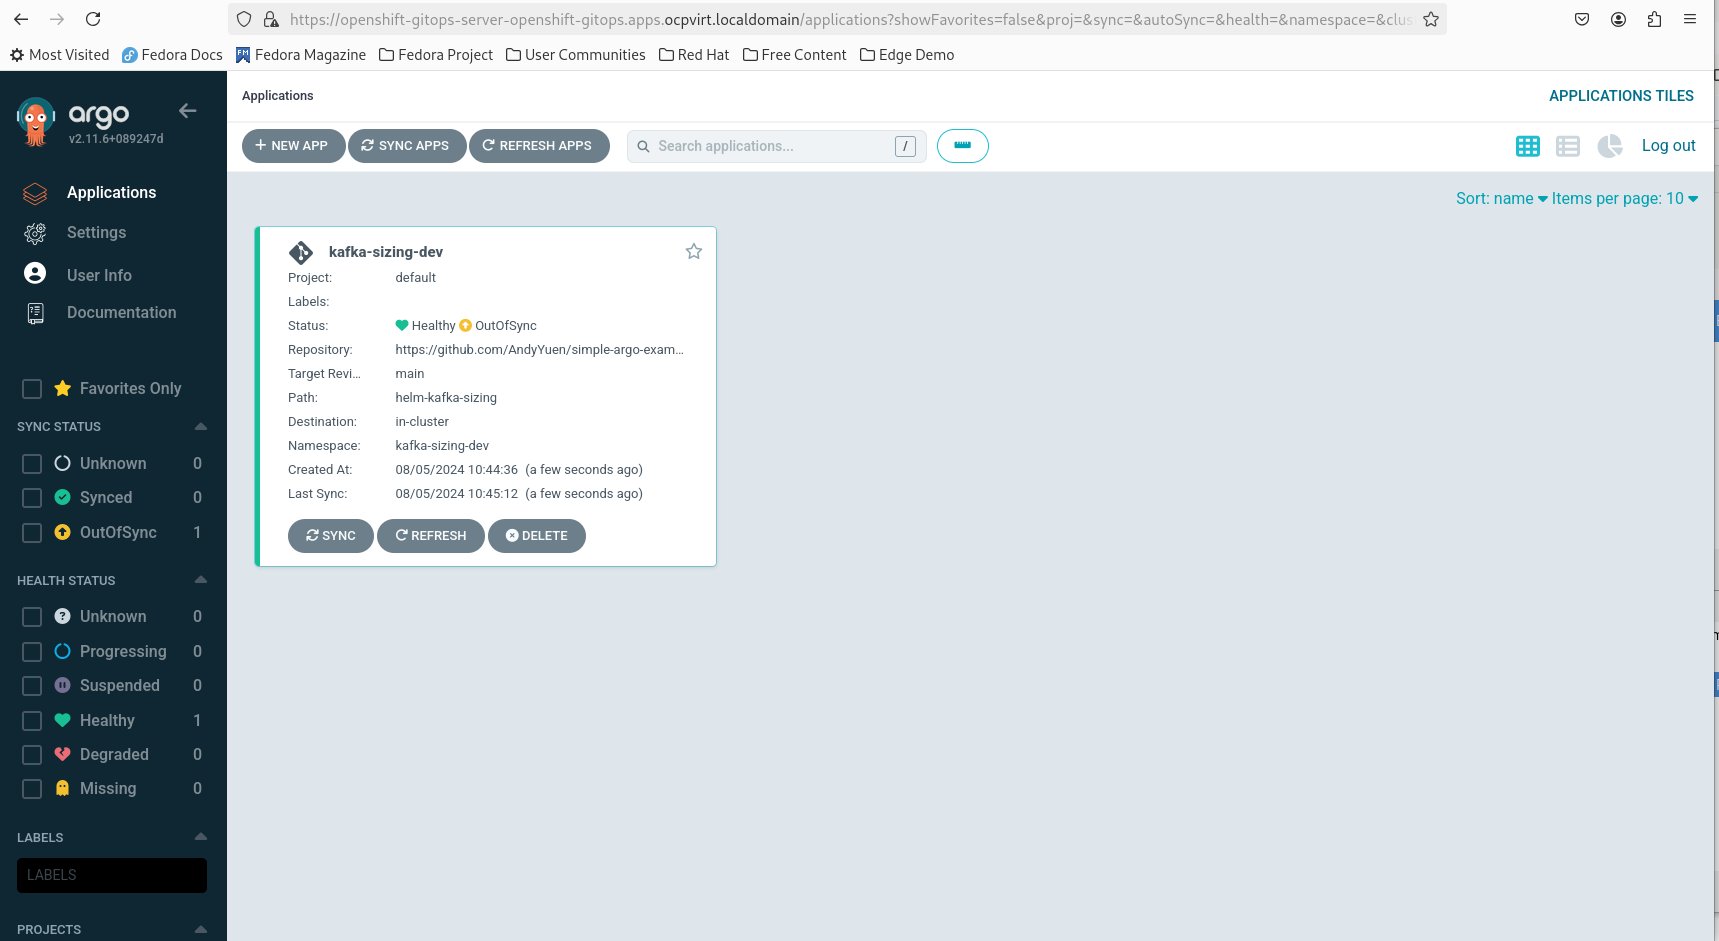 https://openshift-gitops-server-openshift-gitops.apps.ocpvirt.localdomain/applications?showFavorites=false&proj=&sync=&autoSync=&health=&namespace=&clus
Most Visited Fedora Docs Fedora Magazine Fedora Project User Communities Red Hat Free Content Edge Demo
argo
v2.11.6+089247d
Applications
Settings
User Info
Documentation
Favorites Only
SYNC STATUS
Unknown 0
Synced 0
OutOfSync 1
HEALTH STATUS
Unknown 0
Progressing 0
Suspended 0
Healthy 1
Degraded 0
Missing 0
LABELS
LABELS
PROJECTS
Applications APPLICATIONS TILES
+ NEW APP SYNC APPS REFRESH APPS Search applications... / Log out
Sort: name Items per page: 10
kafka-sizing-dev
Project: default
Labels:
Status: Healthy OutOfSync
Repository: https://github.com/AndyYuen/simple-argo-exam...
Target Revi... main
Path: helm-kafka-sizing
Destination: in-cluster
Namespace: kafka-sizing-dev
Created At: 08/05/2024 10:44:36 (a few seconds ago)
Last Sync: 08/05/2024 10:45:12 (a few seconds ago)
SYNC REFRESH DELETE